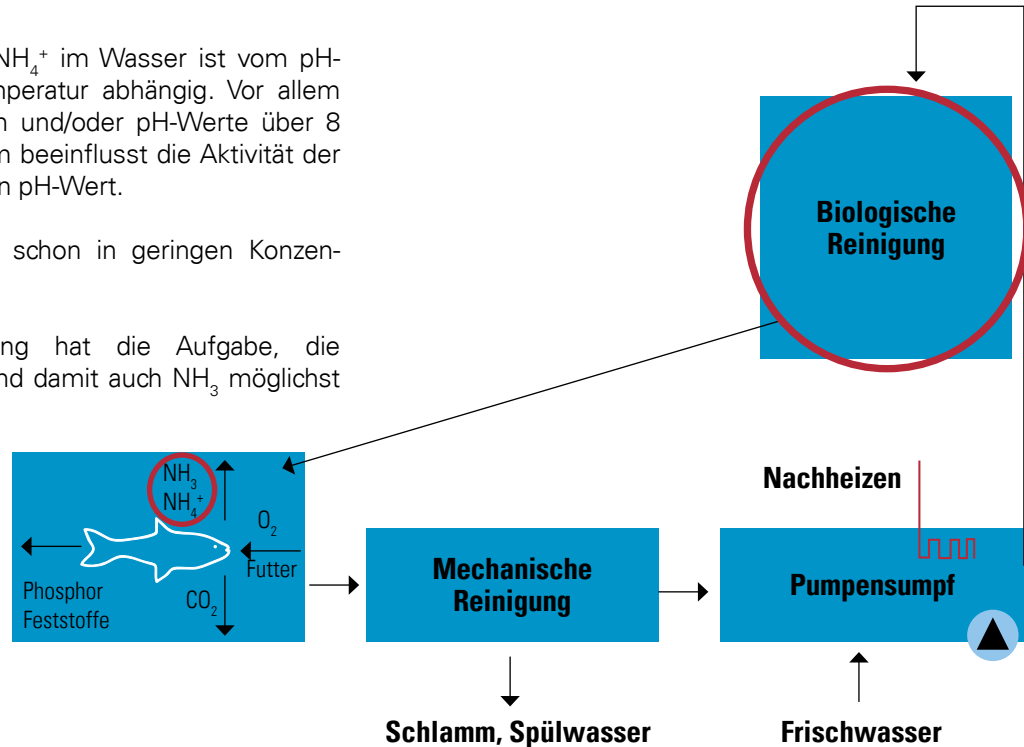 NH₄⁺ im Wasser ist vom pH-
peratur abhängig. Vor allem
und/oder pH-Werte über 8
beeinflusst die Aktivität der
pH-Wert.
schon in geringen Konzen-
ng hat die Aufgabe, die
nd damit auch NH₃ möglichst
Biologische
Reinigung
NH₃
NH₄⁺
O₂
Futter
CO₂
Phosphor
Feststoffe
Mechanische
Reinigung
Nachheizen
Pumpensumpf
Schlamm, Spülwasser
Frischwasser